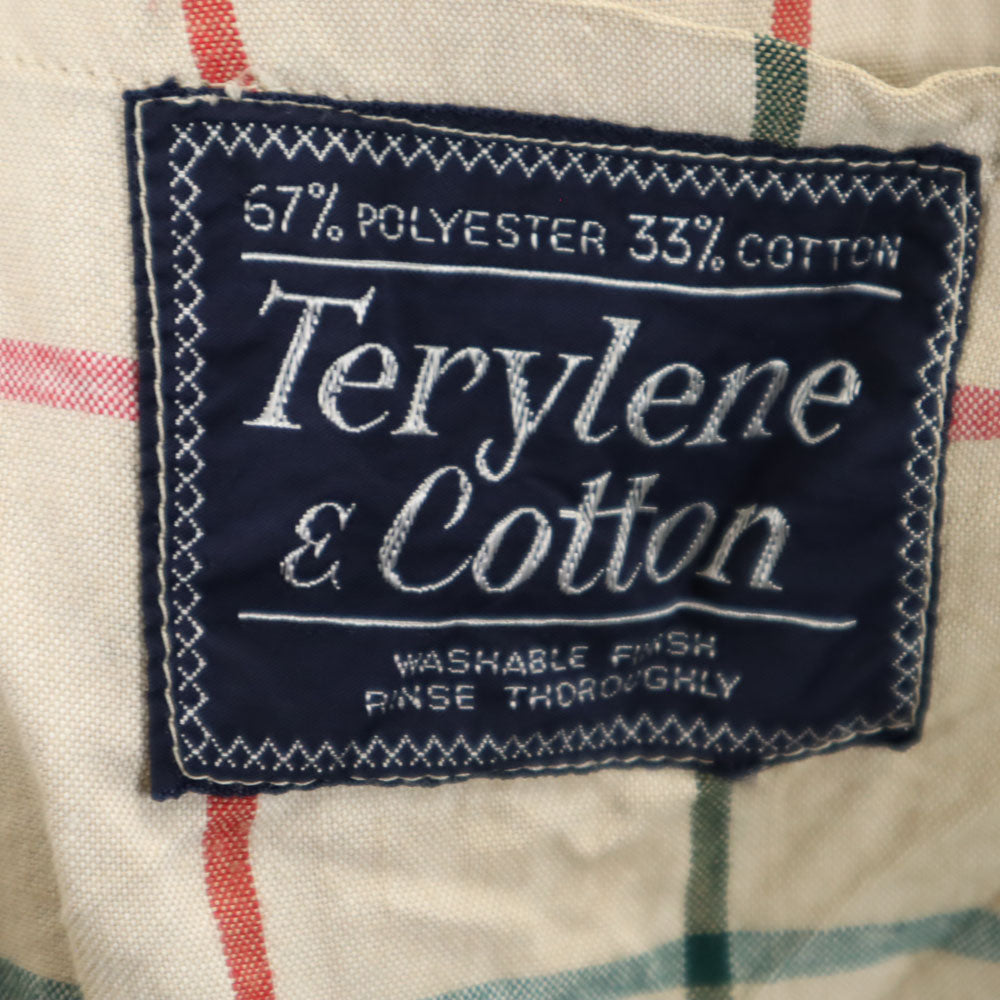 67% POLYESTER 33% COTTON
Terylene
& Cotton
WASHABLE FINISH
RINSE THOROUGHLY